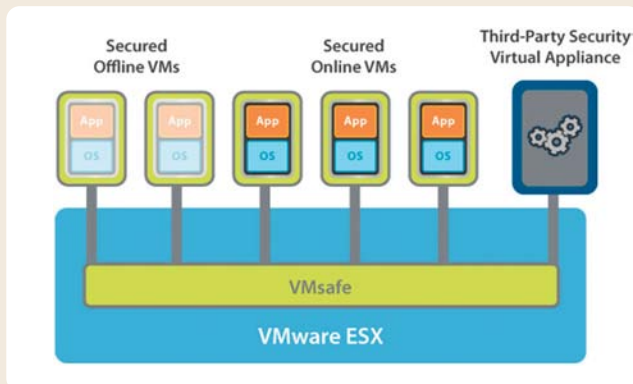 Secured
Offline VMs
Secured
Online VMs
Third-Party Security
Virtual Appliance
App
App
App
App
App
OS
OS
OS
OS
OS
VMsafe
VMware ESX